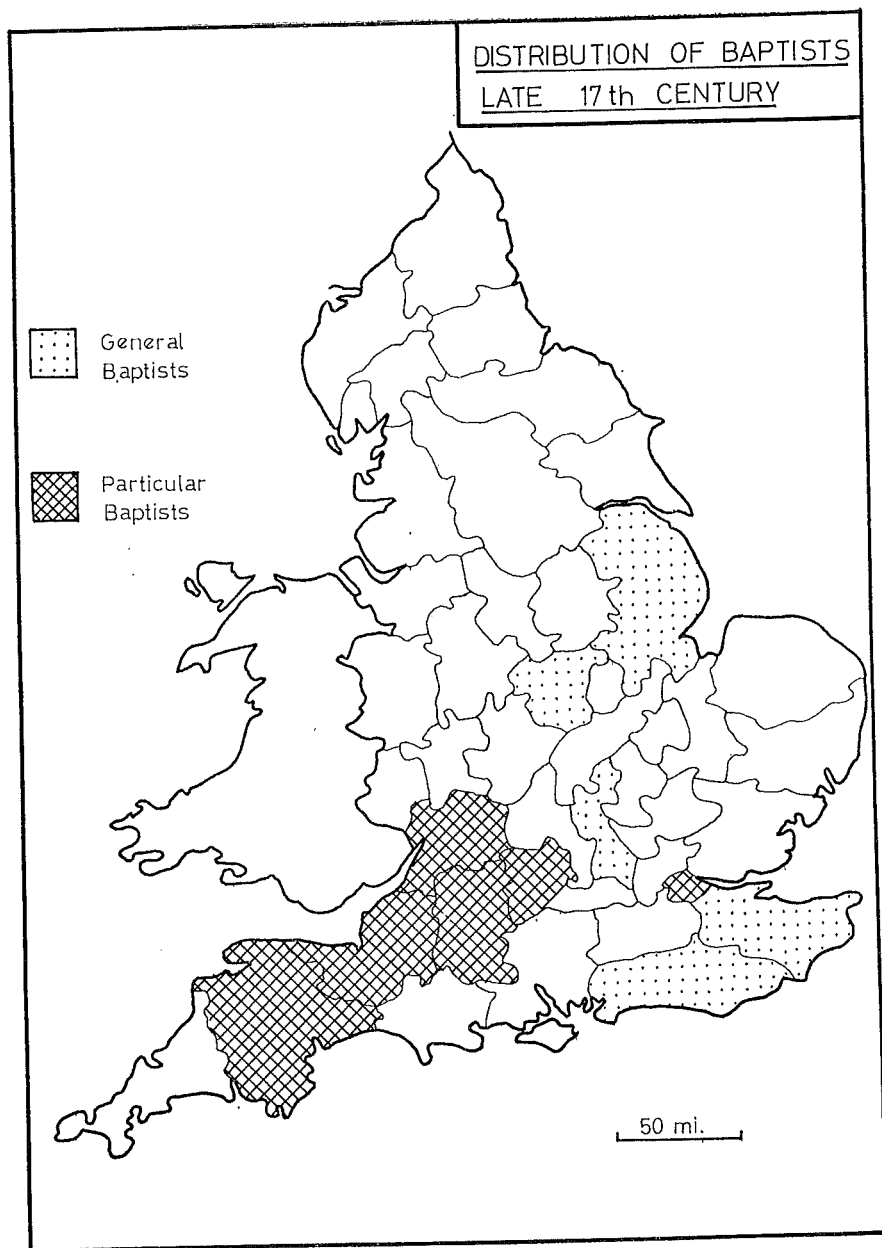 DISTRIBUTION OF BAPTISTS
LATE 17th CENTURY
General
Baptists
Particular
Baptists
50 mi.